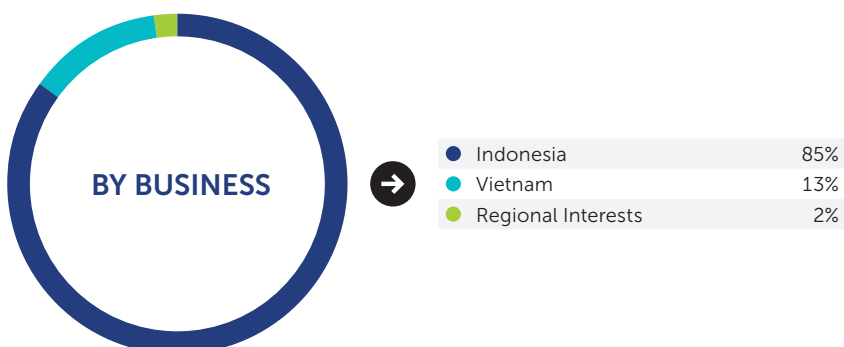 BY BUSINESS
Indonesia 85%
Vietnam 13%
Regional Interests 2%